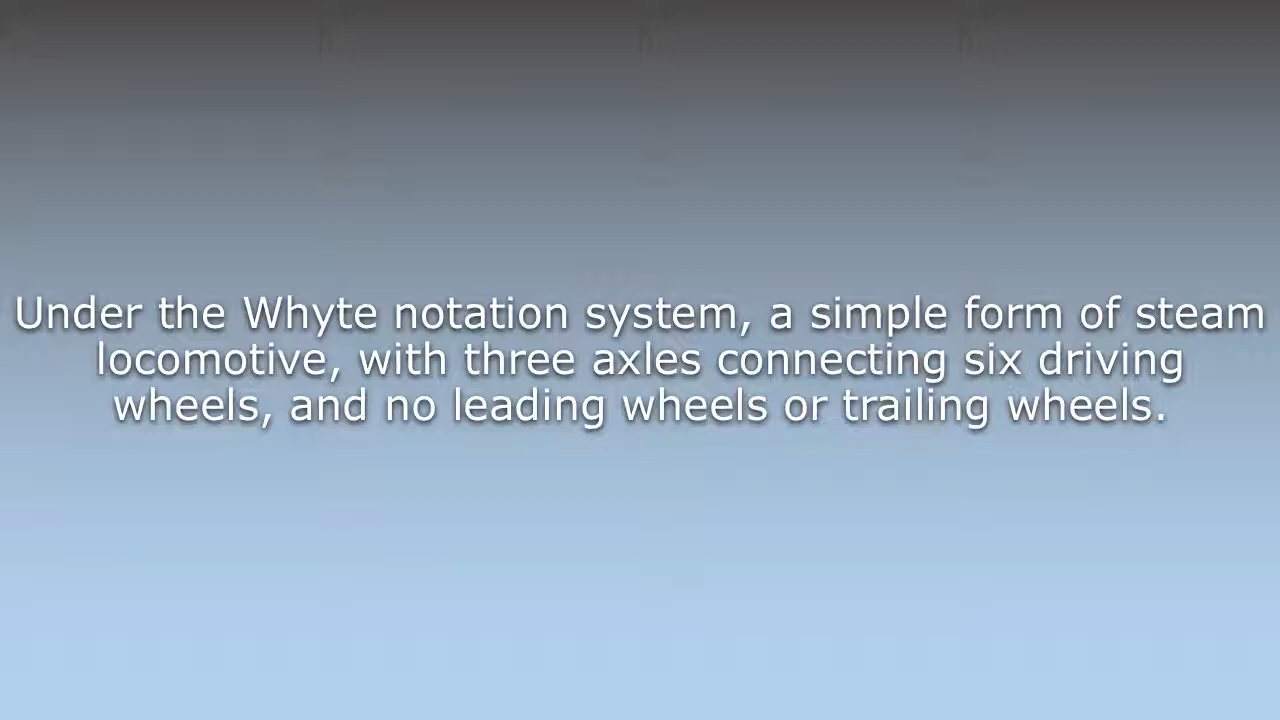 Under the Whyte notation system, a simple form of steam
locomotive, with three axles connecting six driving
wheels, and no leading wheels or trailing wheels.